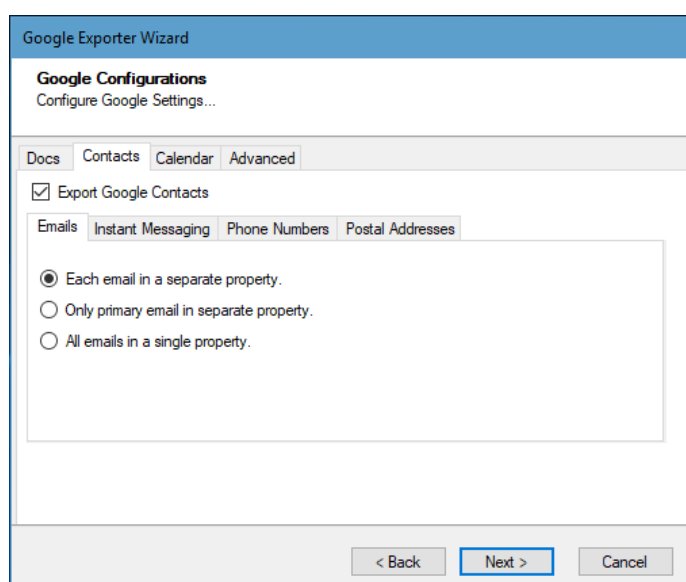 Google Exporter Wizard
Google Configurations
Configure Google Settings...
Docs Contacts Calendar Advanced
Export Google Contacts
Emails Instant Messaging Phone Numbers Postal Addresses
Each email in a separate property.
Only primary email in separate property.
All emails in a single property.
< Back Next > Cancel